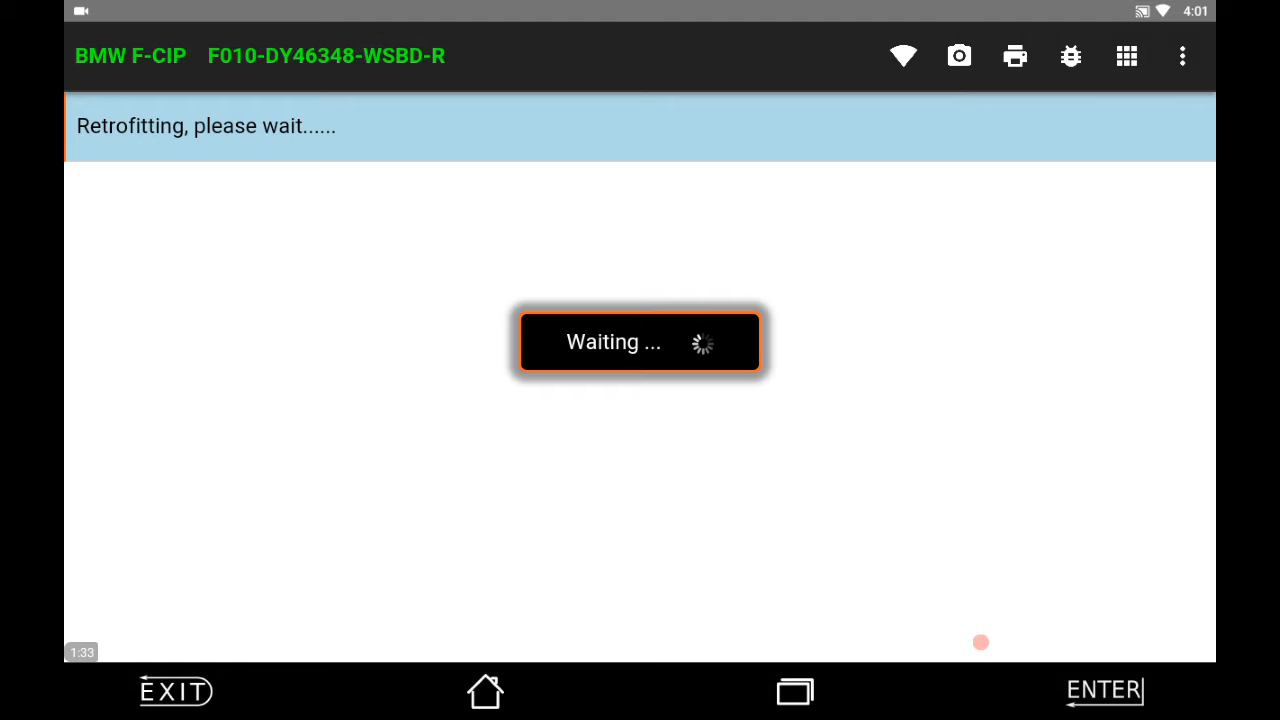 4:01
BMW F-CIP F010-DY46348-WSBD-R
Retrofitting, please wait......
Waiting ...
1:33
EXIT ENTER